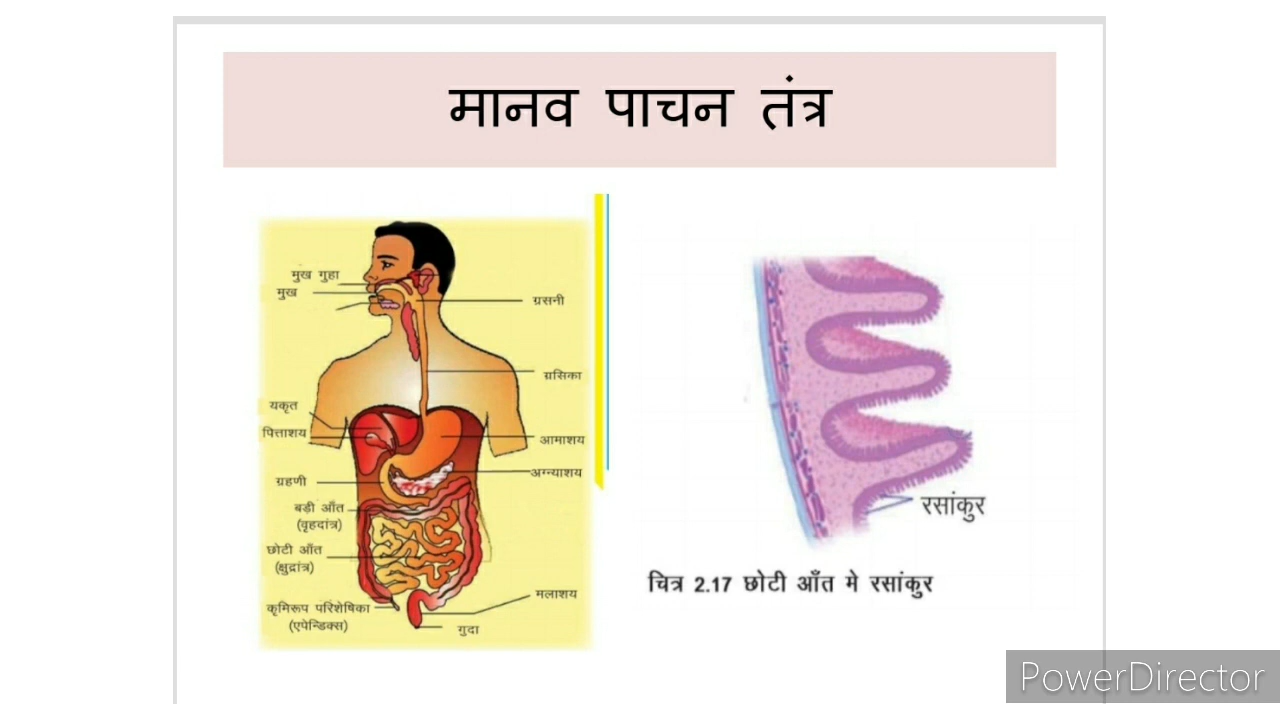 मानव पाचन तंत्र
मुख गुहा
मुख
ग्रसनी
ग्रसिका
यकृत
पित्ताशय
आमाशय
अग्न्याशय
ग्रहणी
बड़ी आँत
(वृहदांत्र)
छोटी आँत
(क्षुद्रांत्र)
मलाशय
कृमिरूप परिशेषिका
(एपेन्डिक्स)
गुदा
रसांकुर
चित्र 2.17 छोटी आँत मे रसांकुर
PowerDirector